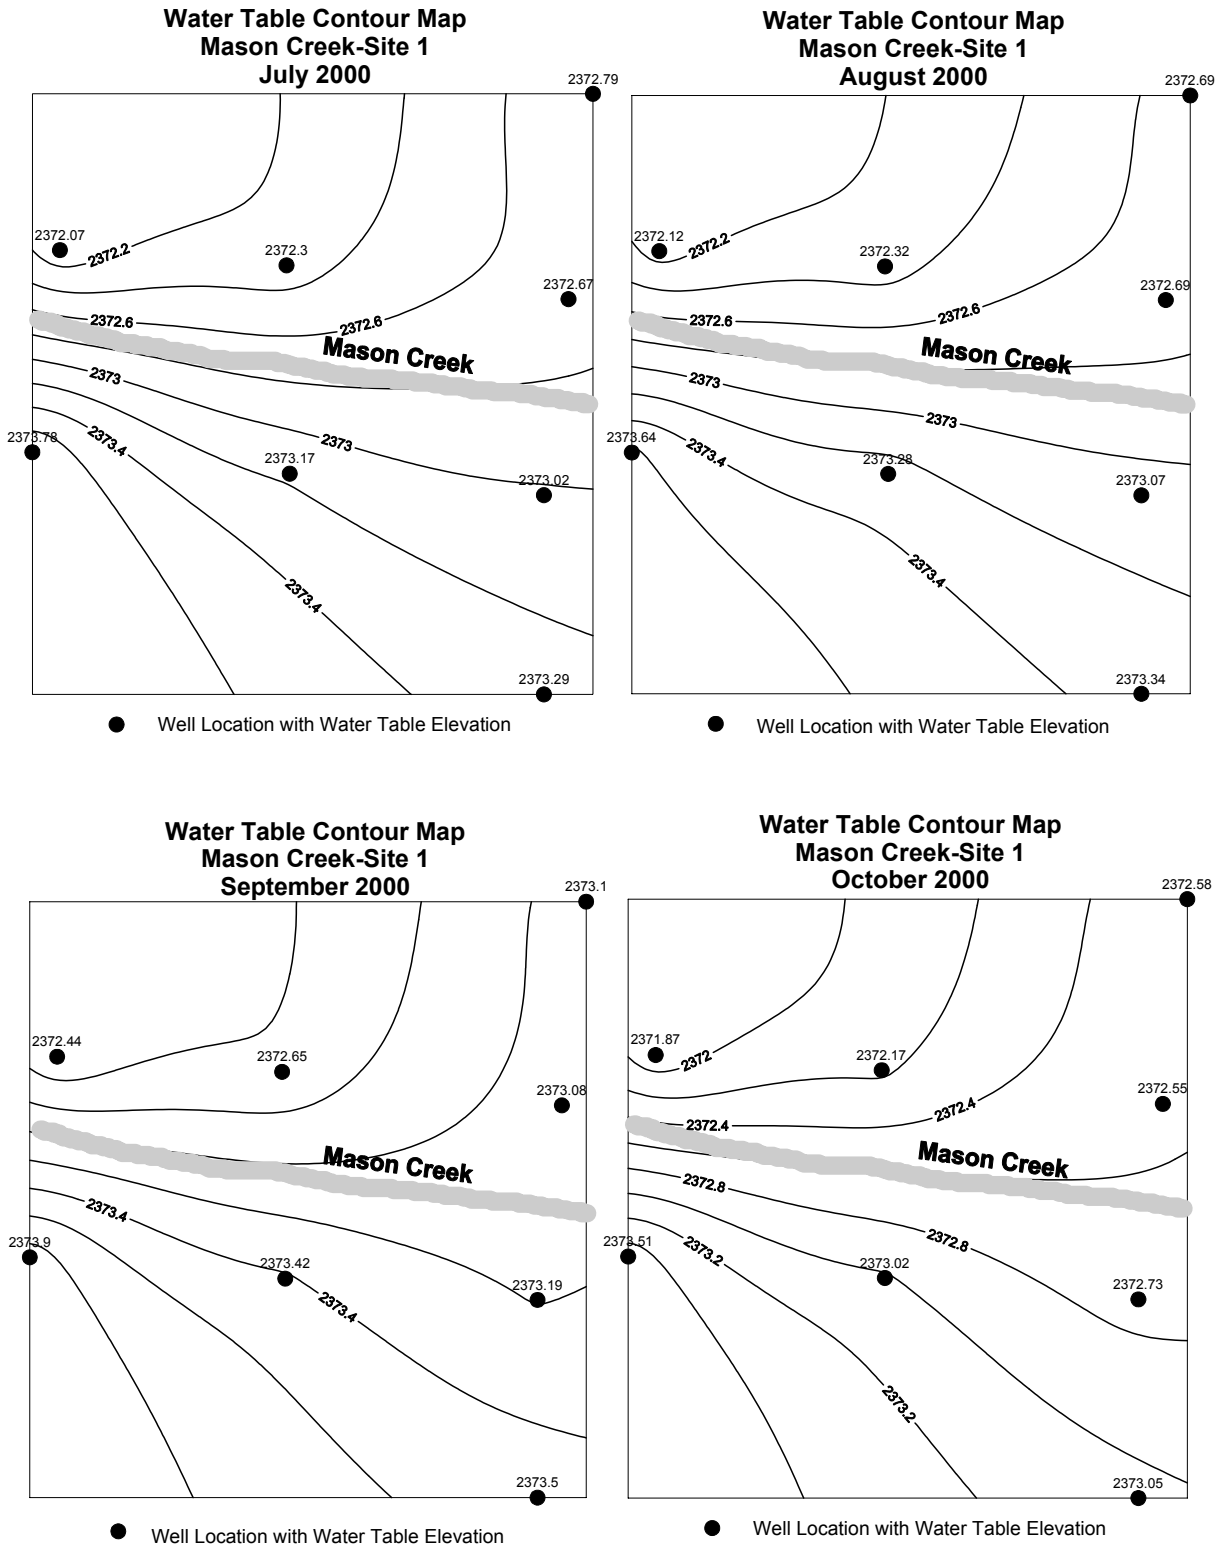 Water Table Contour Map
Mason Creek-Site 1
July 2000
2372.79
2372.07
2372.2
2372.3
2372.67
2372.6
2372.6
Mason Creek
2373
2373.78
2373.4
2373
2373.17
2373.02
2373.4
2373.29
Well Location with Water Table Elevation
Water Table Contour Map
Mason Creek-Site 1
August 2000
2372.69
2372.12
2372.2
2372.32
2372.69
2372.6
2372.6
Mason Creek
2373
2373
2373.64
2373.4
2373.28
2373.07
2373.4
2373.34
Well Location with Water Table Elevation
Water Table Contour Map
Mason Creek-Site 1
September 2000
2373.1
2372.44
2372.65
2373.08
Mason Creek
2373.4
2373.9
2373.42
2373.19
2373.4
2373.5
Well Location with Water Table Elevation
Water Table Contour Map
Mason Creek-Site 1
October 2000
2372.58
2371.87
2372
2372.17
2372.55
2372.4
2372.4
Mason Creek
2372.8
2372.8
2373.51
2373.2
2373.02
2372.73
2373.2
2373.05
Well Location with Water Table Elevation